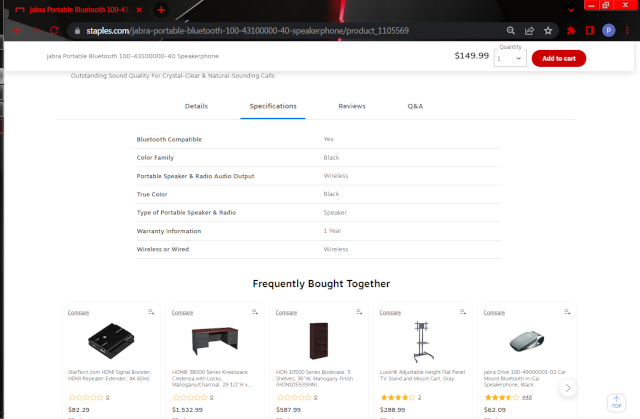 jabra Portable Bluetooth 100-43
staples.com/jabra-portable-bluetooth-100-43100000-40-speakerphone/product_1105569
jabra Portable Bluetooth 100-43100000-40 Speakerphone
$149.99
Quantity
1
Add to cart
Outstanding Sound Quality For Crystal-Clear & Natural-Sounding Calls
Details
Specifications
Reviews
Q&A
Bluetooth Compatible
Yes
Color Family
Black
Portable Speaker & Radio Audio Output
Wireless
True Color
Black
Type of Portable Speaker & Radio
Speaker
Warranty Information
1 Year
Wireless or Wired
Wireless
Frequently Bought Together
Compare
StarTech.com HDMI Signal Booster,
HDMI Repeater Extender, 4K 60Hz
0
$82.29
Compare
HON® 38000 Series Kneespace
Credenza with Locks,
Mahogany/Charcoal, 29 1/2"H x...
0
$1,532.99
Compare
HON 10500 Series Bookcase, 5
Shelves, 36"W, Mahogany Finish
(HON105535NN)
0
$587.99
Compare
Luxor® Adjustable Height Flat Panel
TV Stand and Mount Cart, Gray
2
$288.99
Compare
Jabra Drive 100-49000001-02 Car
Mount Bluetooth In-Car
Speakerphone, Black
448
$62.09
TOP
P